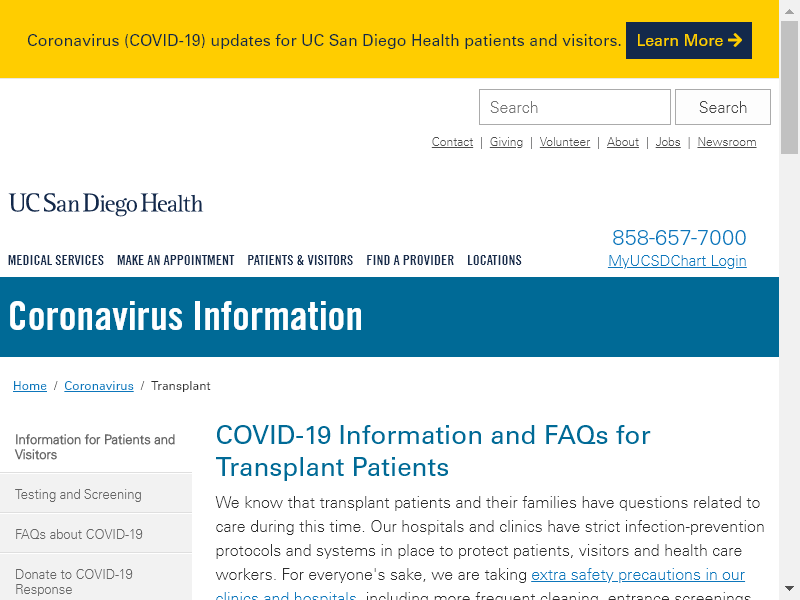 Coronavirus (COVID-19) updates for UC San Diego Health patients and visitors. Learn More
Search Search
Contact | Giving | Volunteer | About | Jobs | Newsroom
UC San Diego Health
858-657-7000
MEDICAL SERVICES MAKE AN APPOINTMENT PATIENTS & VISITORS FIND A PROVIDER LOCATIONS
MyUCSDChart Login
Coronavirus Information
Home / Coronavirus / Transplant
Information for Patients and
Visitors
Testing and Screening
FAQs about COVID-19
Donate to COVID-19
Response
COVID-19 Information and FAQs for
Transplant Patients
We know that transplant patients and their families have questions related to
care during this time. Our hospitals and clinics have strict infection-prevention
protocols and systems in place to protect patients, visitors and health care
workers. For everyone's sake, we are taking extra safety precautions in our
clinics and hospitals, including more frequent cleaning, entrance screenings,